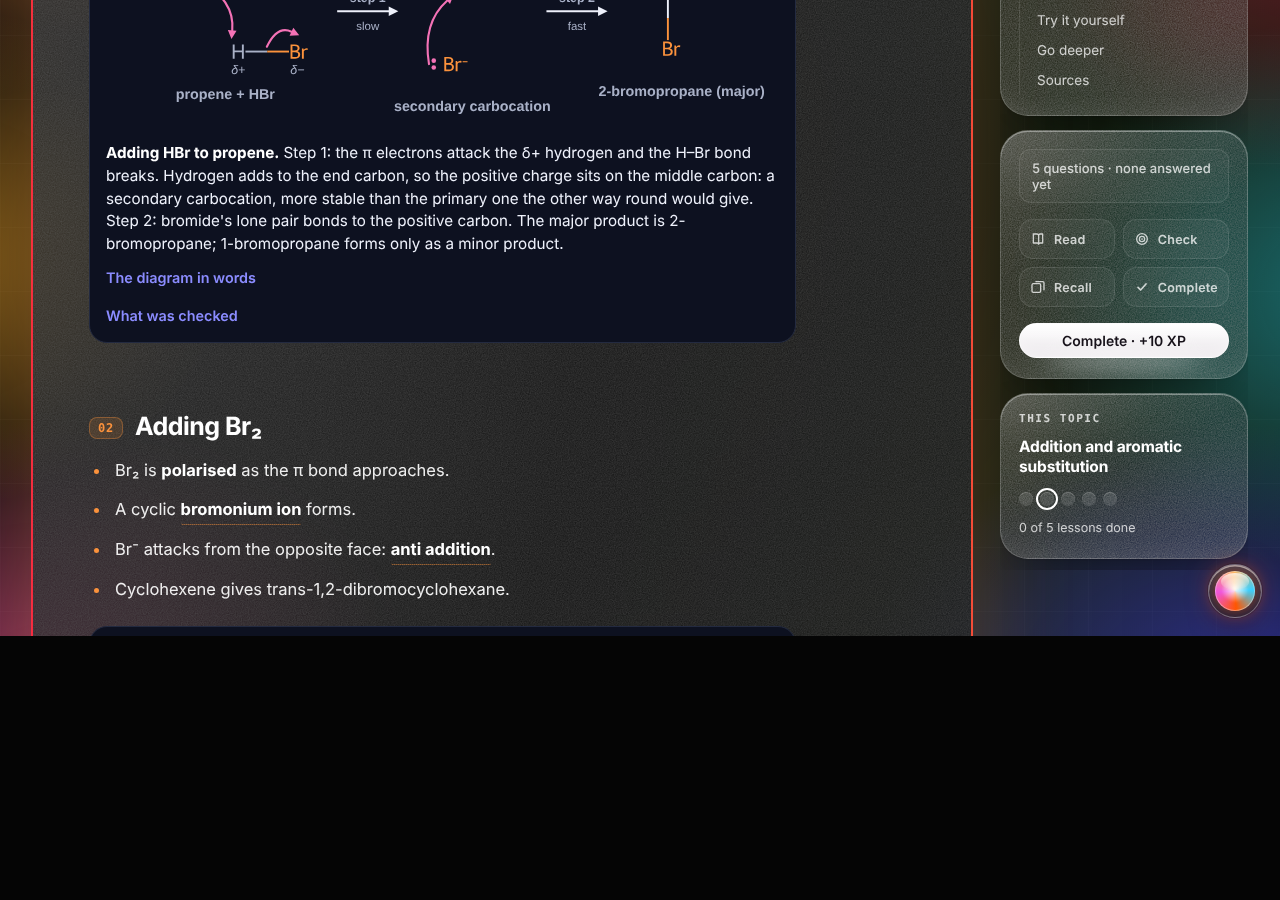 slow
fast
H
Br
δ+
δ−
Br⁻
Br
propene + HBr
secondary carbocation
2-bromopropane (major)
Adding HBr to propene. Step 1: the π electrons attack the δ+ hydrogen and the H–Br bond
breaks. Hydrogen adds to the end carbon, so the positive charge sits on the middle carbon: a
secondary carbocation, more stable than the primary one the other way round would give.
Step 2: bromide's lone pair bonds to the positive carbon. The major product is 2-
bromopropane; 1-bromopropane forms only as a minor product.
The diagram in words
What was checked
02
Adding Br₂
Br₂ is polarised as the π bond approaches.
A cyclic bromonium ion forms.
Br⁻ attacks from the opposite face: anti addition.
Cyclohexene gives trans-1,2-dibromocyclohexane.
Try it yourself
Go deeper
Sources
5 questions · none answered
yet
Read
Check
Recall
Complete
Complete · +10 XP
THIS TOPIC
Addition and aromatic
substitution
0 of 5 lessons done